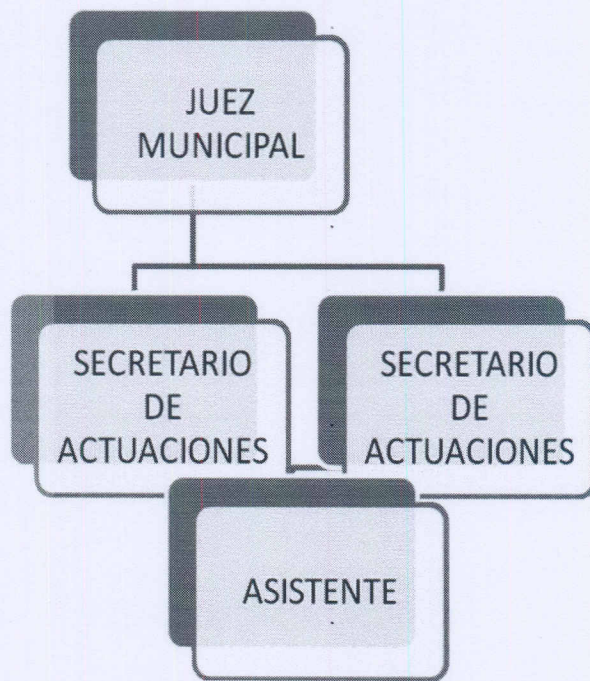 JUEZ
MUNICIPAL
SECRETARIO
DE
ACTUACIONES
SECRETARIO
DE
ACTUACIONES
ASISTENTE